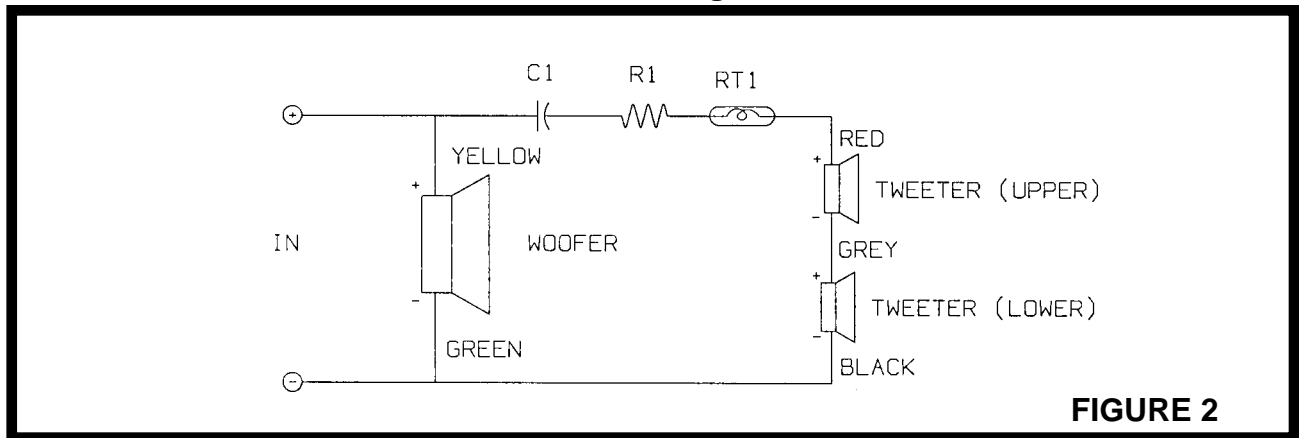 C1
R1
RT1
+
YELLOW
RED
+
+
TWEETER (UPPER)
-
IN
WOOFER
GREY
+
-
TWEETER (LOWER)
-
GREEN
BLACK
-
FIGURE 2